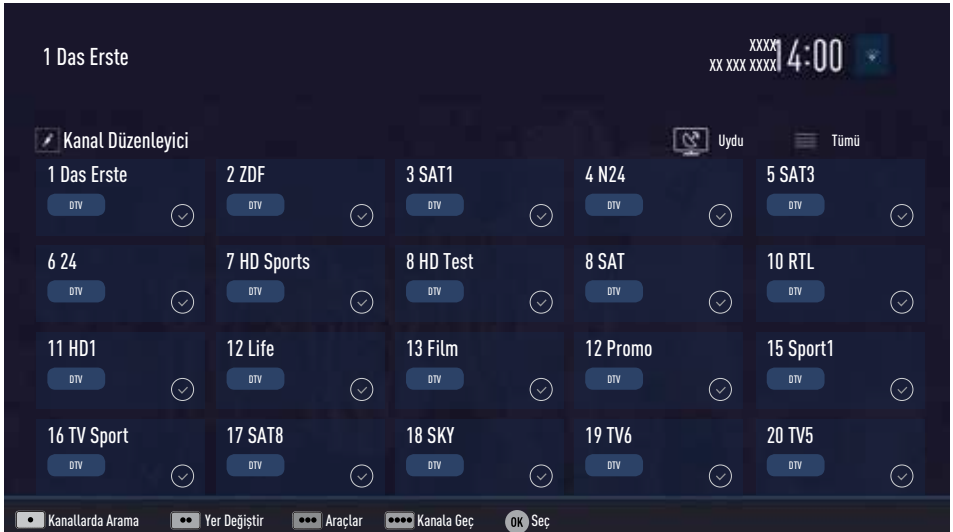 1 Das Erste
XXXX
XX XXX XXXX
14:00
Kanal Düzenleyici
Uydu
Tümü
1 Das Erste 2 ZDF 3 SAT1 4 N24 5 SAT3
DTV DTV DTV DTV DTV
6 24 7 HD Sports 8 HD Test 8 SAT 10 RTL
DTV DTV DTV DTV DTV
11 HD1 12 Life 13 Film 12 Promo 15 Sport1
DTV DTV DTV DTV DTV
16 TV Sport 17 SAT8 18 SKY 19 TV6 20 TV5
DTV DTV DTV DTV DTV
Kanallarda Arama Yer Değiştir Araçlar Kanala Geç OK Seç